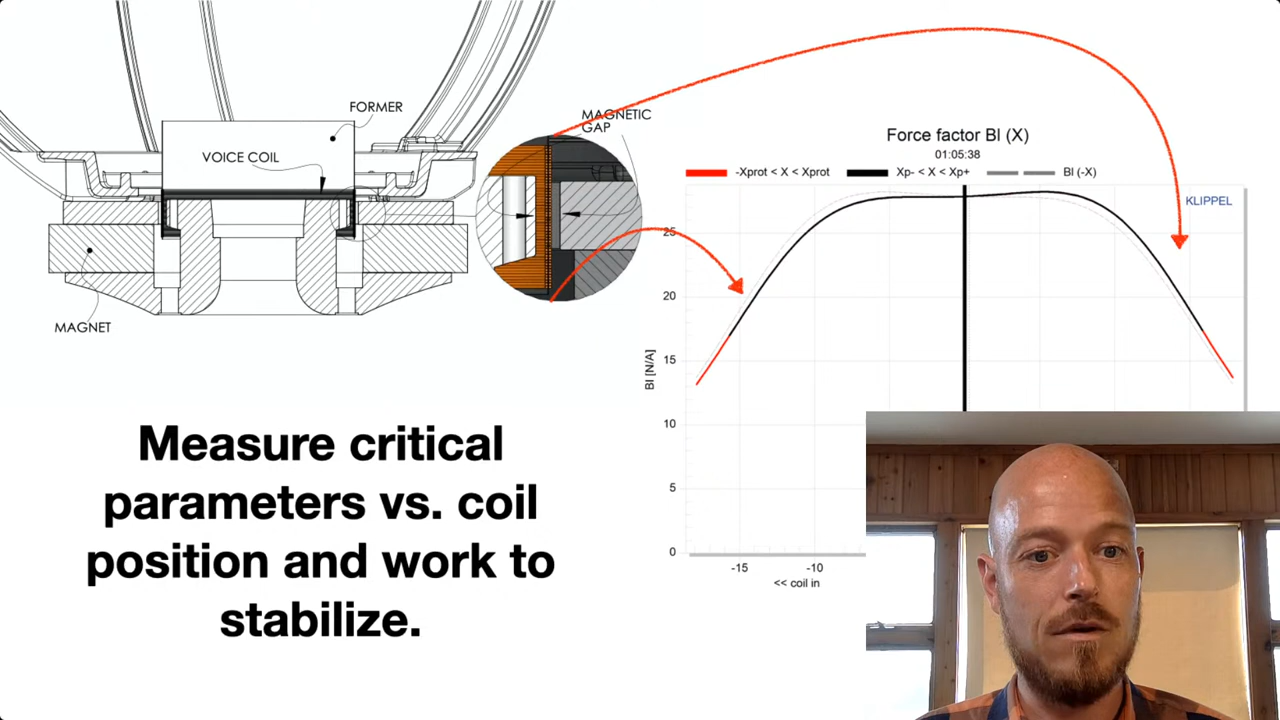 FORMER
VOICE COIL
MAGNETIC
GAP
MAGNET
Measure critical
parameters vs. coil
position and work to
stabilize.
Force factor Bl (X)
01:05:38
-Xprot < X < Xprot
Xp- < X < Xp+
Bl (-X)
KLIPPEL
Bl [N/A]
25
20
15
10
5
0
-15
-10
<< coil in